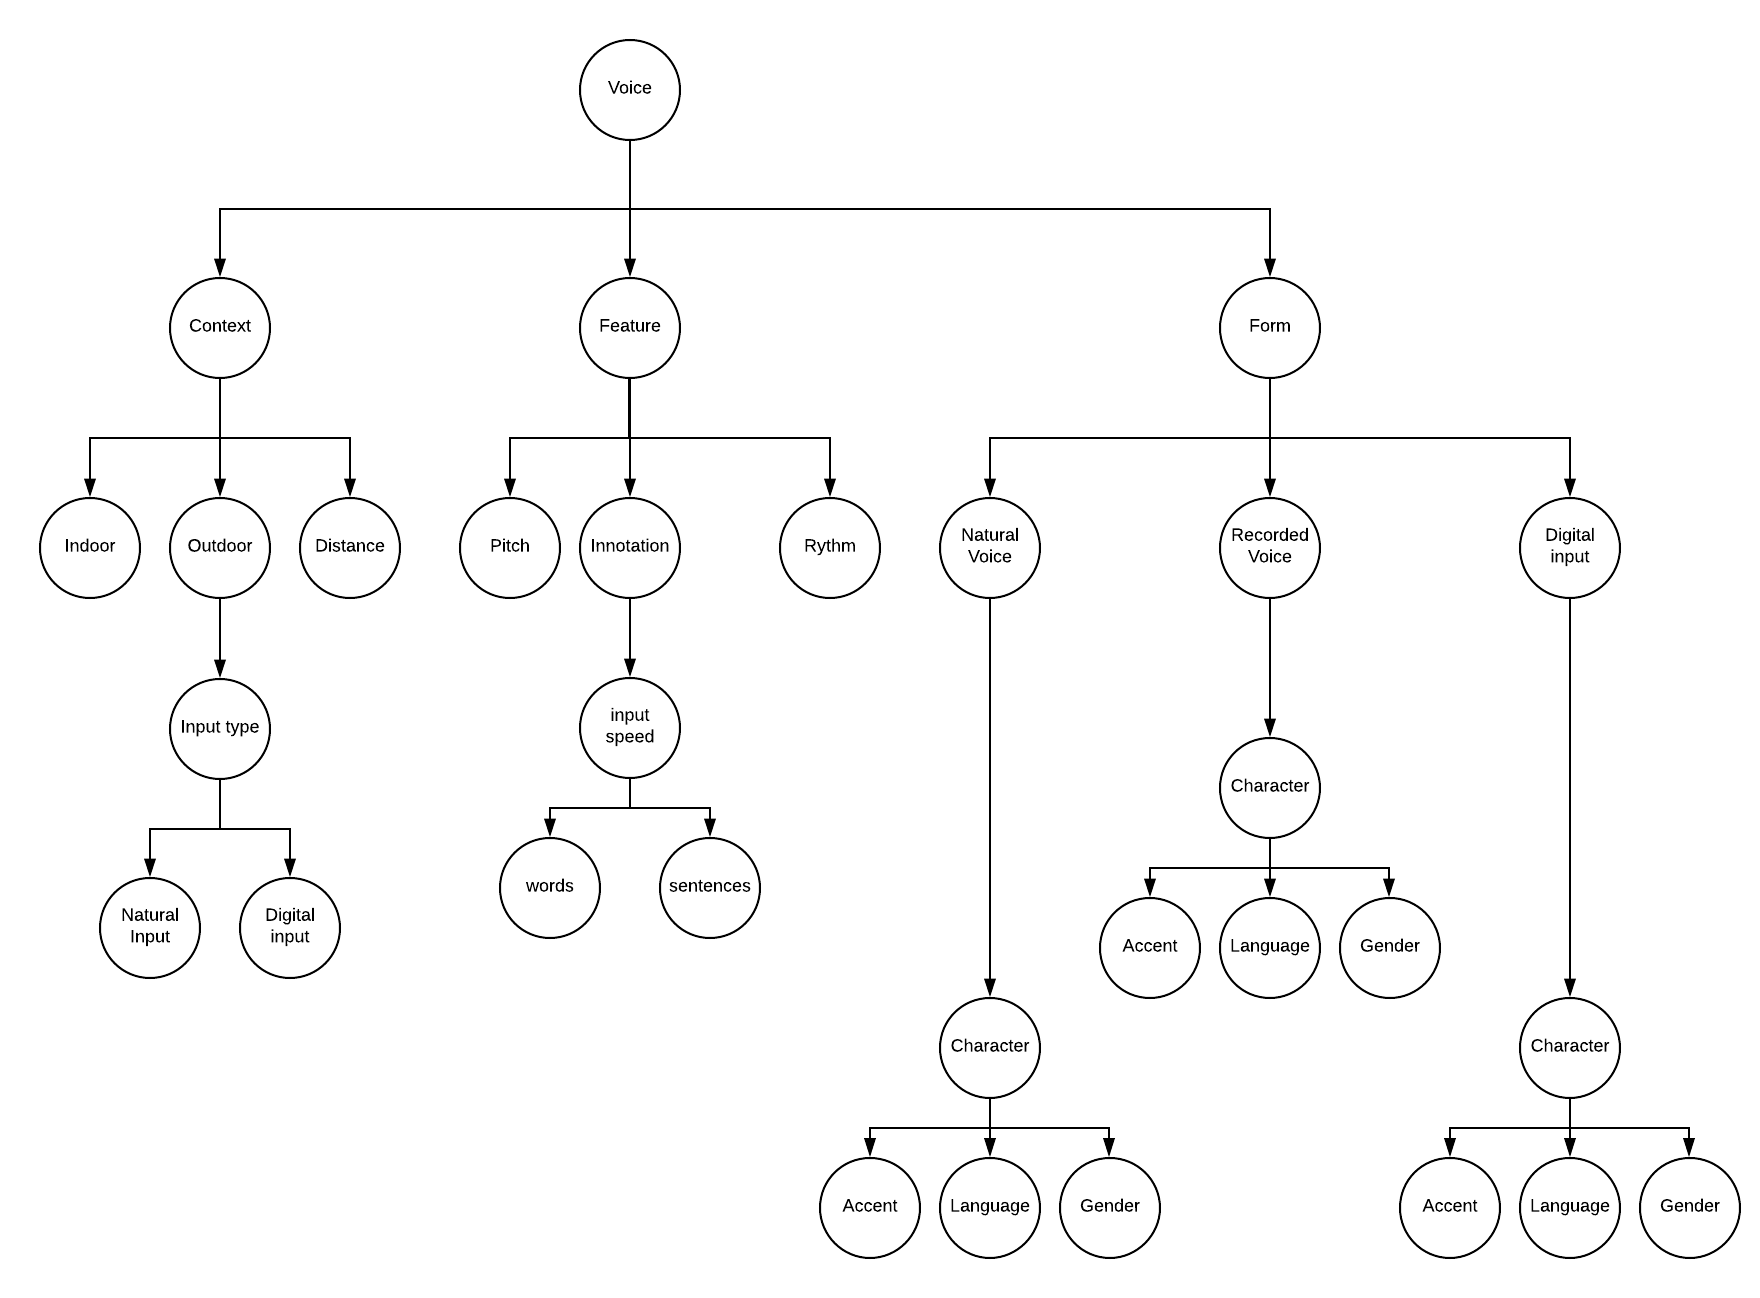 Voice
Context
Feature
Form
Indoor
Outdoor
Distance
Pitch
Innotation
Rythm
Natural
Voice
Recorded
Voice
Digital
input
Input type
input
speed
Character
words
sentences
Natural
Input
Digital
input
Accent
Language
Gender
Character
Character
Accent
Language
Gender
Accent
Language
Gender